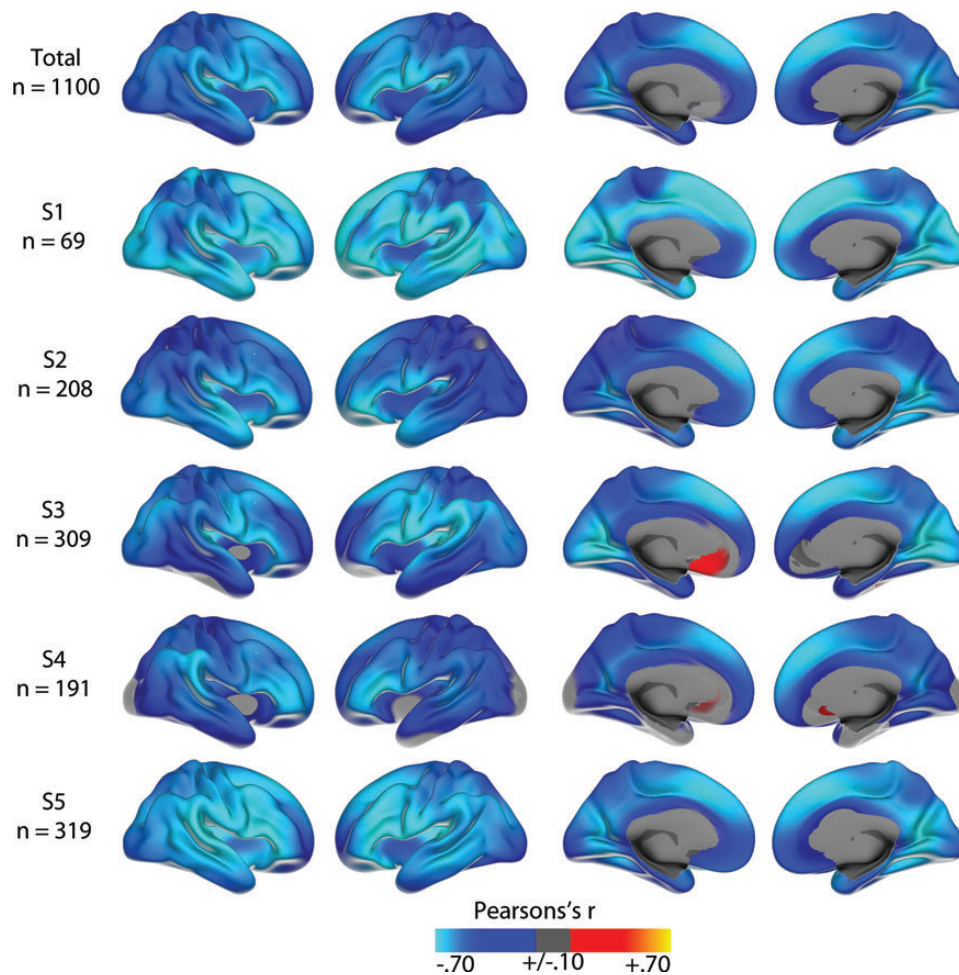 Total
n = 1100
S1
n = 69
S2
n = 208
S3
n = 309
S4
n = 191
S5
n = 319
Pearsons's r
-.70 +/-.10 +.70